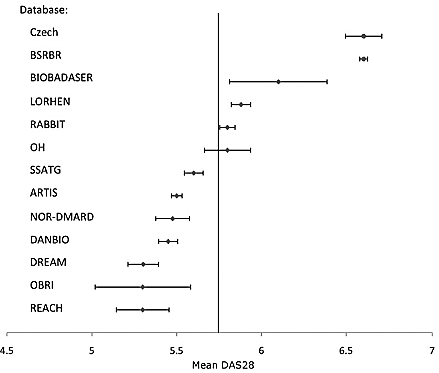 Database:
Czech
BSRBR
BIOBADASER
LORHEN
RABBIT
OH
SSATG
ARTIS
NOR-DMARD
DANBIO
DREAM
OBRI
REACH
4.5 5 5.5 6 6.5 7
Mean DAS28